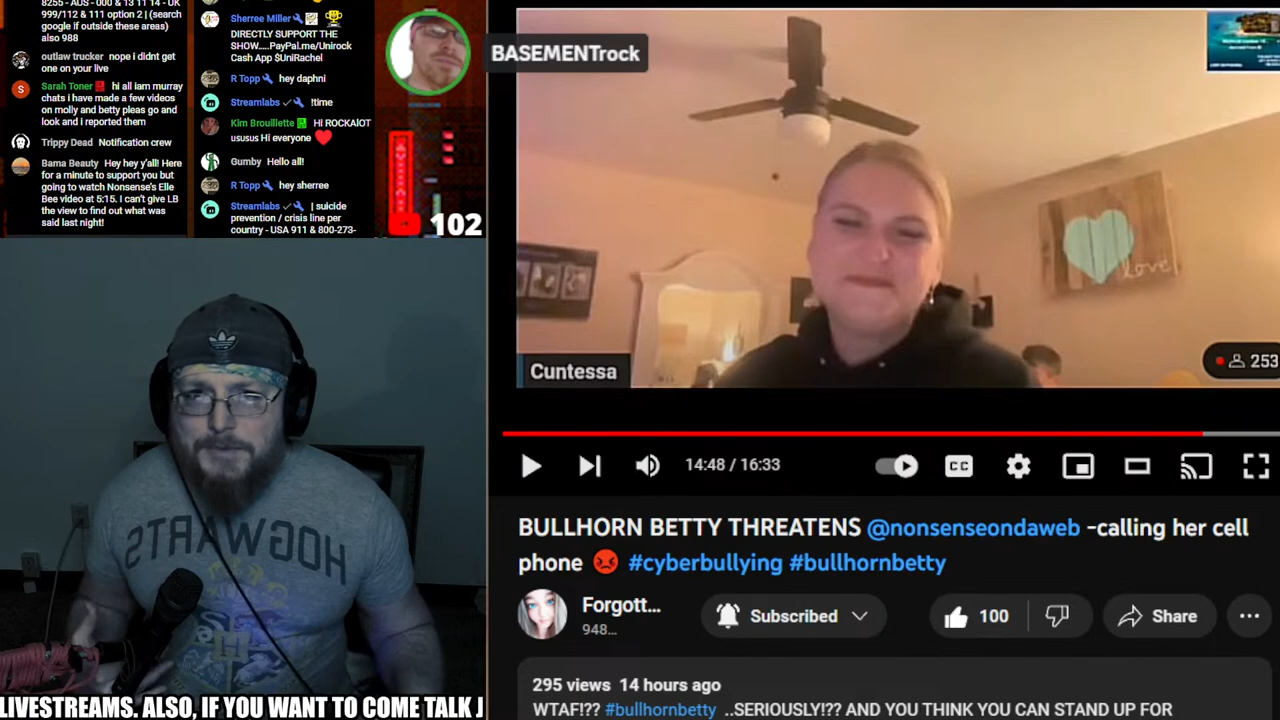 8255 - AUS - 000 & 13 11 14 - UK
999/112 & 111 option 2 | (search
google if outside these areas)
also 988
outlaw trucker nope i didnt get
one on your live
Sarah Toner hi all iam murray
chats i have made a few videos
on molly and betty pleas go and
look and i reported them
Trippy Dead Notification crew
Bama Beauty Hey hey y'all! Here
for a minute to support you but
going to watch Nonsense's Elle
Bee video at 5:15. I can't give LB
the view to find out what was
said last night!
Sherree Miller
DIRECTLY SUPPORT THE
SHOW.....PayPal.me/Unirock
Cash App $UniRachel
R Topp hey daphni
Streamlabs !time
Kim Brouillette HI ROCKAlOT
ususus Hi everyone
Gumby Hello all!
R Topp hey sherree
Streamlabs | suicide
prevention / crisis line per
country - USA 911 & 800-273-
102
BASEMENTrock
love
Cuntessa
253
14:48 / 16:33
CC
BULLHORN BETTY THREATENS @nonsenseondaweb -calling her cell
phone 😡 #cyberbullying #bullhornbetty
Forgott...
948...
Subscribed
100
Share
295 views 14 hours ago
WTAF!?? #bullhornbetty ..SERIOUSLY!?? AND YOU THINK YOU CAN STAND UP FOR
HOGWARTS
LIVESTREAMS. ALSO, IF YOU WANT TO COME TALK J